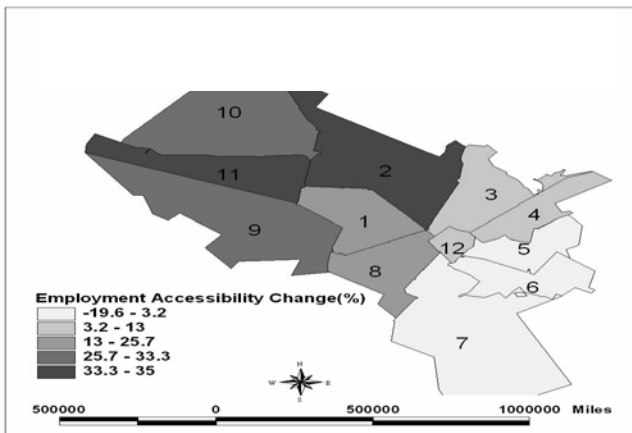 10
2
3
11
4
1
9
12
5
8
6
7
Employment Accessibility Change(%)
-19.6 - 3.2
3.2 - 13
13 - 25.7
25.7 - 33.3
33.3 - 35
N
W E
S
500000 0 500000 1000000 Miles